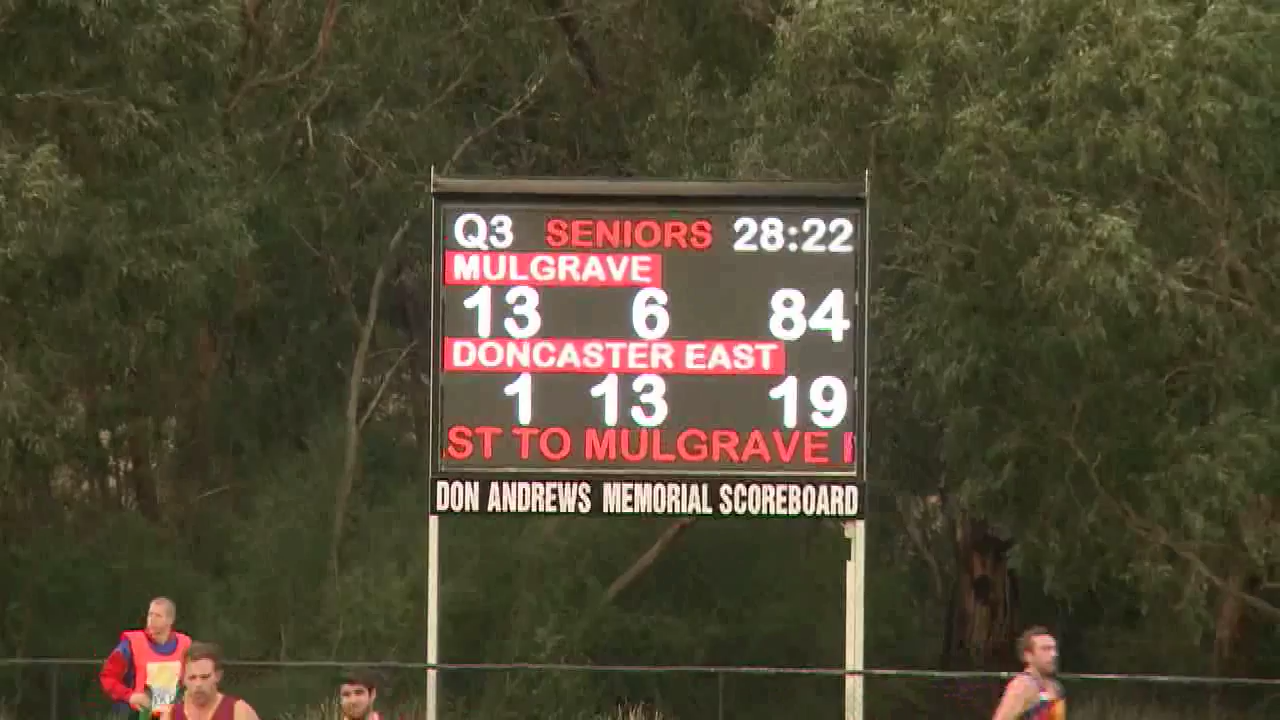 Q3 SENIORS 28:22
MULGRAVE
13 6 84
DONCASTER EAST
1 13 19
ST TO MULGRAVE
DON ANDREWS MEMORIAL SCOREBOARD